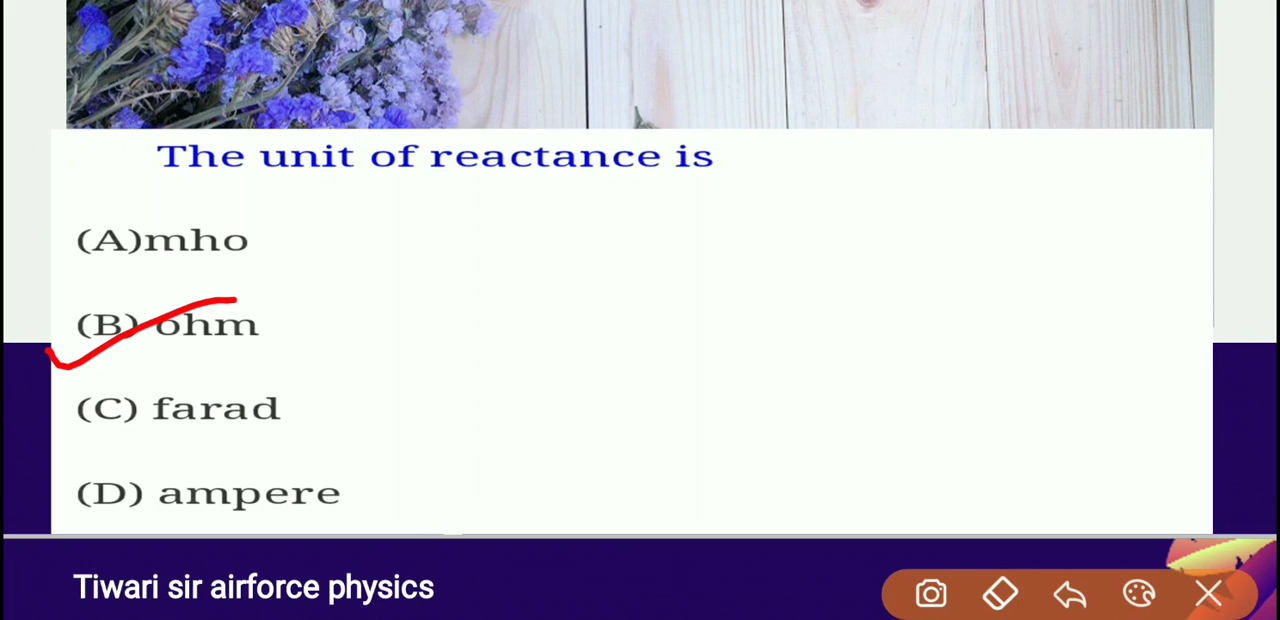 The unit of reactance is
(A)mho
(B) ohm
(C) farad
(D) ampere
Tiwari sir airforce physics